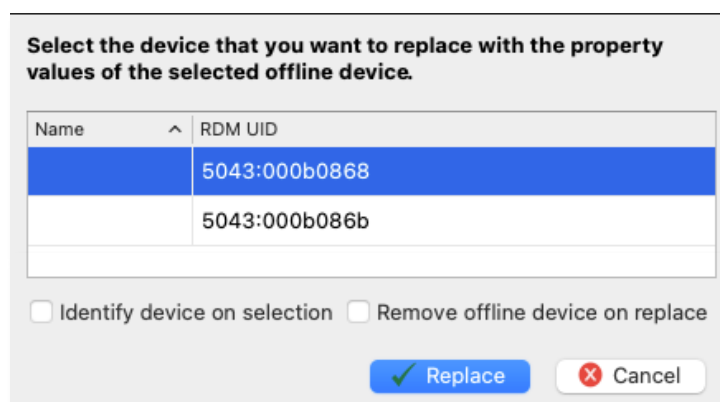 Select the device that you want to replace with the property
values of the selected offline device.
Name RDM UID
5043:000b0868
5043:000b086b
Identify device on selection Remove offline device on replace
Replace Cancel